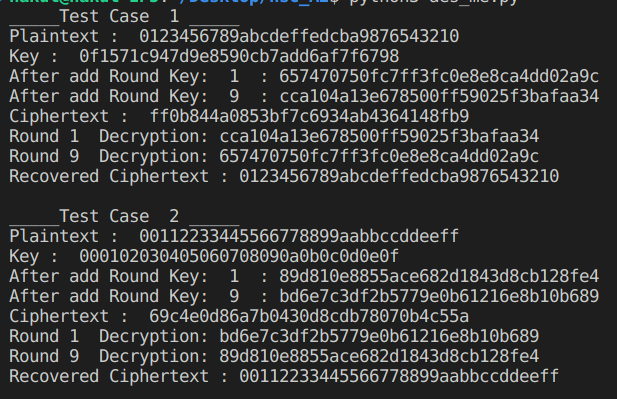 _____Test Case  1 _____
Plaintext :  0123456789abcdeffedcba9876543210
Key :  0f1571c947d9e8590cb7add6af7f6798
After add Round Key:  1  : 657470750fc7ff3fc0e8e8ca4dd02a9c
After add Round Key:  9  : cca104a13e678500ff59025f3bafaa34
Ciphertext :  ff0b844a0853bf7c6934ab4364148fb9
Round 1  Decryption: cca104a13e678500ff59025f3bafaa34
Round 9  Decryption: 657470750fc7ff3fc0e8e8ca4dd02a9c
Recovered Ciphertext : 0123456789abcdeffedcba9876543210
_____Test Case  2 _____
Plaintext :  00112233445566778899aabbccddeeff
Key :  000102030405060708090a0b0c0d0e0f
After add Round Key:  1  : 89d810e8855ace682d1843d8cb128fe4
After add Round Key:  9  : bd6e7c3df2b5779e0b61216e8b10b689
Ciphertext :  69c4e0d86a7b0430d8cdb78070b4c55a
Round 1  Decryption: bd6e7c3df2b5779e0b61216e8b10b689
Round 9  Decryption: 89d810e8855ace682d1843d8cb128fe4
Recovered Ciphertext : 00112233445566778899aabbccddeeff